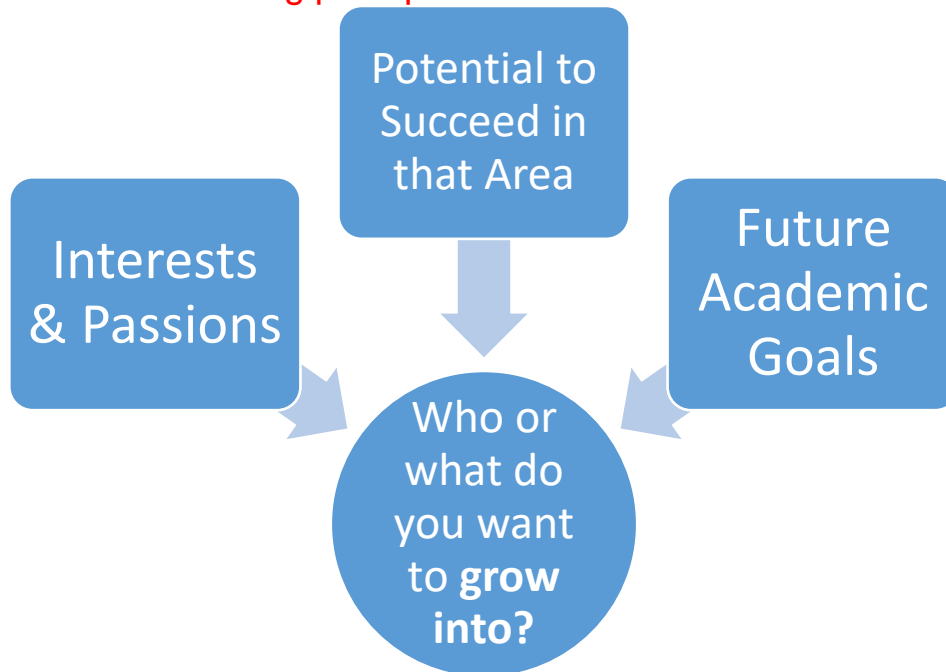 Potential to
Succeed in
that Area
Interests
& Passions
Future
Academic
Goals
Who or
what do
you want
to grow
into?